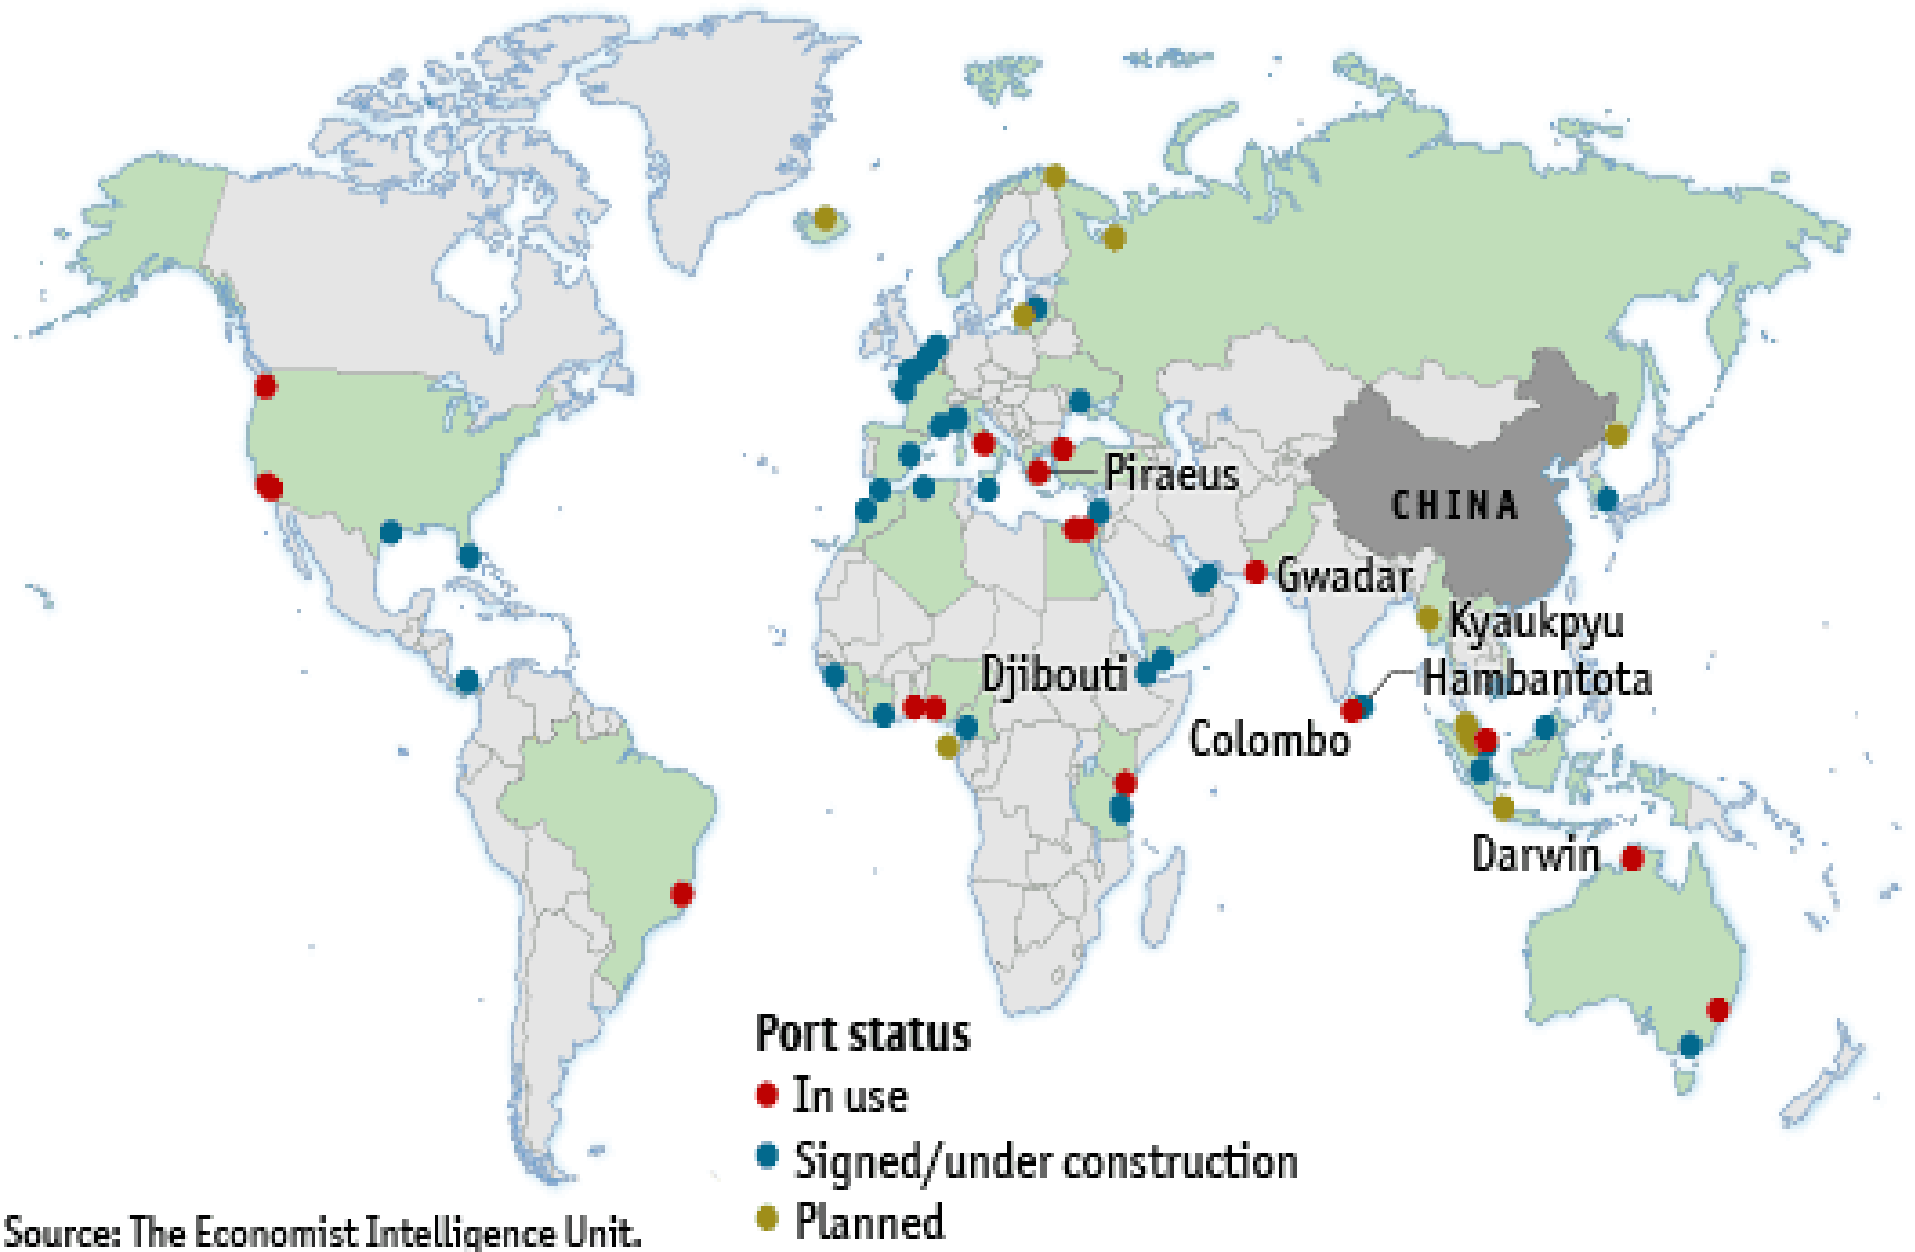 Piraeus
CHINA
Gwadar
Kyaukpyu
Djibouti
Hambantota
Colombo
Darwin
Port status
In use
Signed/under construction
Planned
Source: The Economist Intelligence Unit.